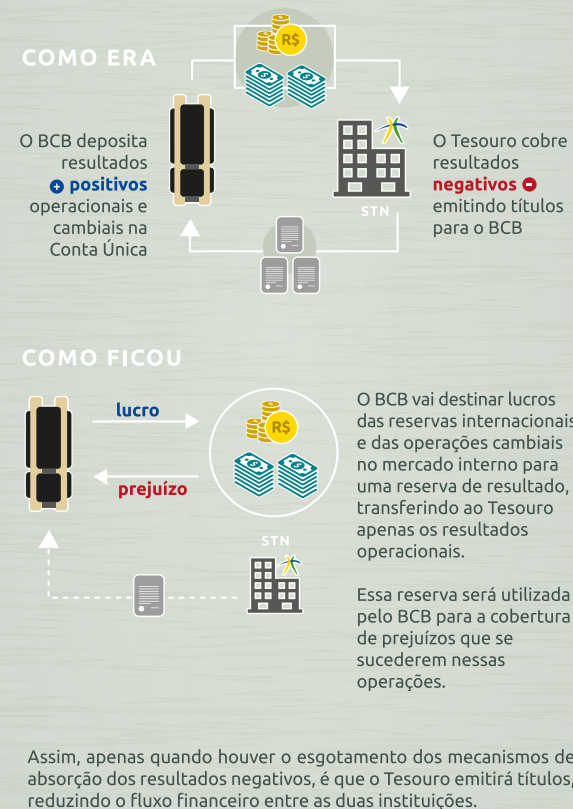 COMO ERA
R$
O BCB deposita
resultados
+ positivos
operacionais e
cambiais na
Conta Única
STN
O Tesouro cobre
resultados
negativos -
emitindo títulos
para o BCB
COMO FICOU
lucro
prejuízo
R$
STN
O BCB vai destinar lucros
das reservas internacionais
e das operações cambiais
no mercado interno para
uma reserva de resultado,
transferindo ao Tesouro
apenas os resultados
operacionais.
Essa reserva será utilizada
pelo BCB para a cobertura
de prejuízos que se
sucederem nessas
operações.
Assim, apenas quando houver o esgotamento dos mecanismos de
absorção dos resultados negativos, é que o Tesouro emitirá títulos,
reduzindo o fluxo financeiro entre as duas instituições.